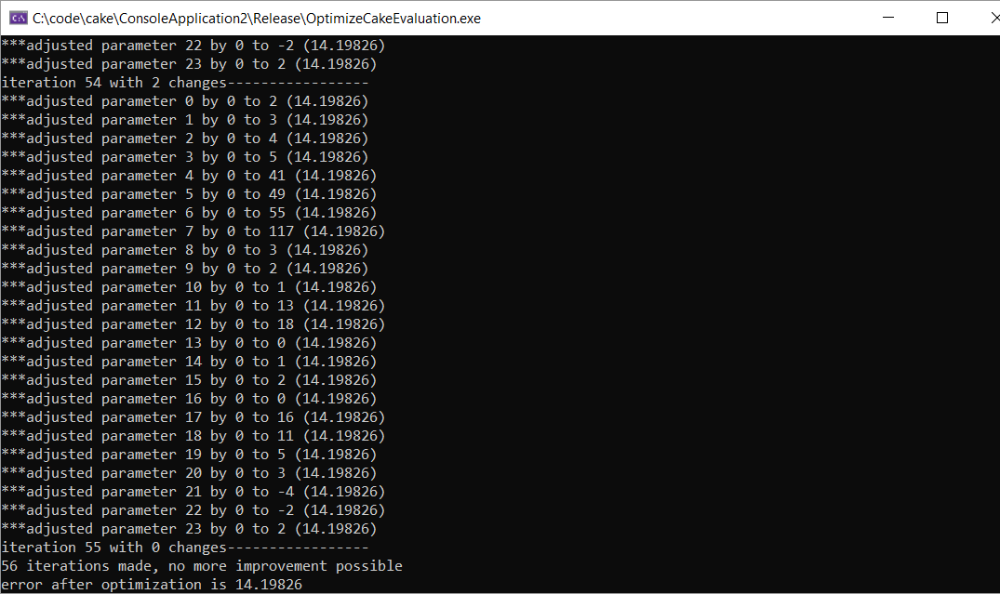 C:\code\cake\ConsoleApplication2\Release\OptimizeCakeEvaluation.exe
***adjusted parameter 22 by 0 to -2 (14.19826)
***adjusted parameter 23 by 0 to 2 (14.19826)
iteration 54 with 2 changes-----------------
***adjusted parameter 0 by 0 to 2 (14.19826)
***adjusted parameter 1 by 0 to 3 (14.19826)
***adjusted parameter 2 by 0 to 4 (14.19826)
***adjusted parameter 3 by 0 to 5 (14.19826)
***adjusted parameter 4 by 0 to 41 (14.19826)
***adjusted parameter 5 by 0 to 49 (14.19826)
***adjusted parameter 6 by 0 to 55 (14.19826)
***adjusted parameter 7 by 0 to 117 (14.19826)
***adjusted parameter 8 by 0 to 3 (14.19826)
***adjusted parameter 9 by 0 to 2 (14.19826)
***adjusted parameter 10 by 0 to 1 (14.19826)
***adjusted parameter 11 by 0 to 13 (14.19826)
***adjusted parameter 12 by 0 to 18 (14.19826)
***adjusted parameter 13 by 0 to 0 (14.19826)
***adjusted parameter 14 by 0 to 1 (14.19826)
***adjusted parameter 15 by 0 to 2 (14.19826)
***adjusted parameter 16 by 0 to 0 (14.19826)
***adjusted parameter 17 by 0 to 16 (14.19826)
***adjusted parameter 18 by 0 to 11 (14.19826)
***adjusted parameter 19 by 0 to 5 (14.19826)
***adjusted parameter 20 by 0 to 3 (14.19826)
***adjusted parameter 21 by 0 to -4 (14.19826)
***adjusted parameter 22 by 0 to -2 (14.19826)
***adjusted parameter 23 by 0 to 2 (14.19826)
iteration 55 with 0 changes-----------------
56 iterations made, no more improvement possible
error after optimization is 14.19826